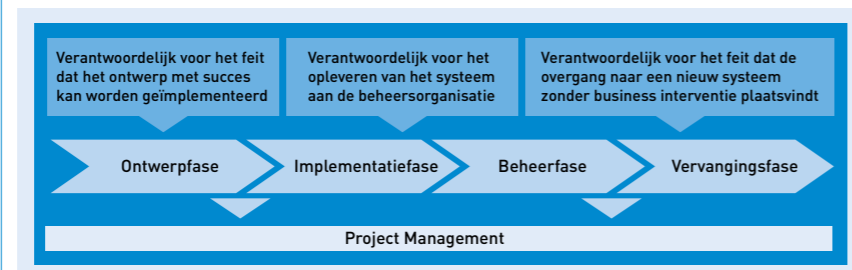 Verantwoordelijk voor het feit
dat het ontwerp met succes
kan worden geïmplementeerd
Verantwoordelijk voor het
opleveren van het systeem
aan de beheersorganisatie
Verantwoordelijk voor het feit dat de
overgang naar een nieuw systeem
zonder business interventie plaatsvindt
Ontwerpfase
Implementatiefase
Beheerfase
Vervangingsfase
Project Management